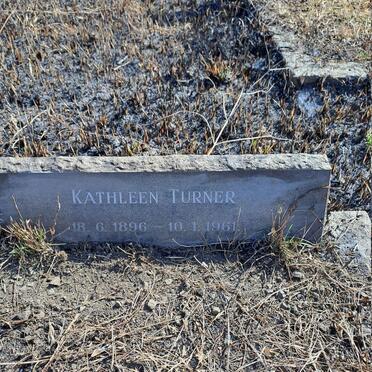 KATHLEEN TURNER
18. 6. 1896 – 10. 1. 1961